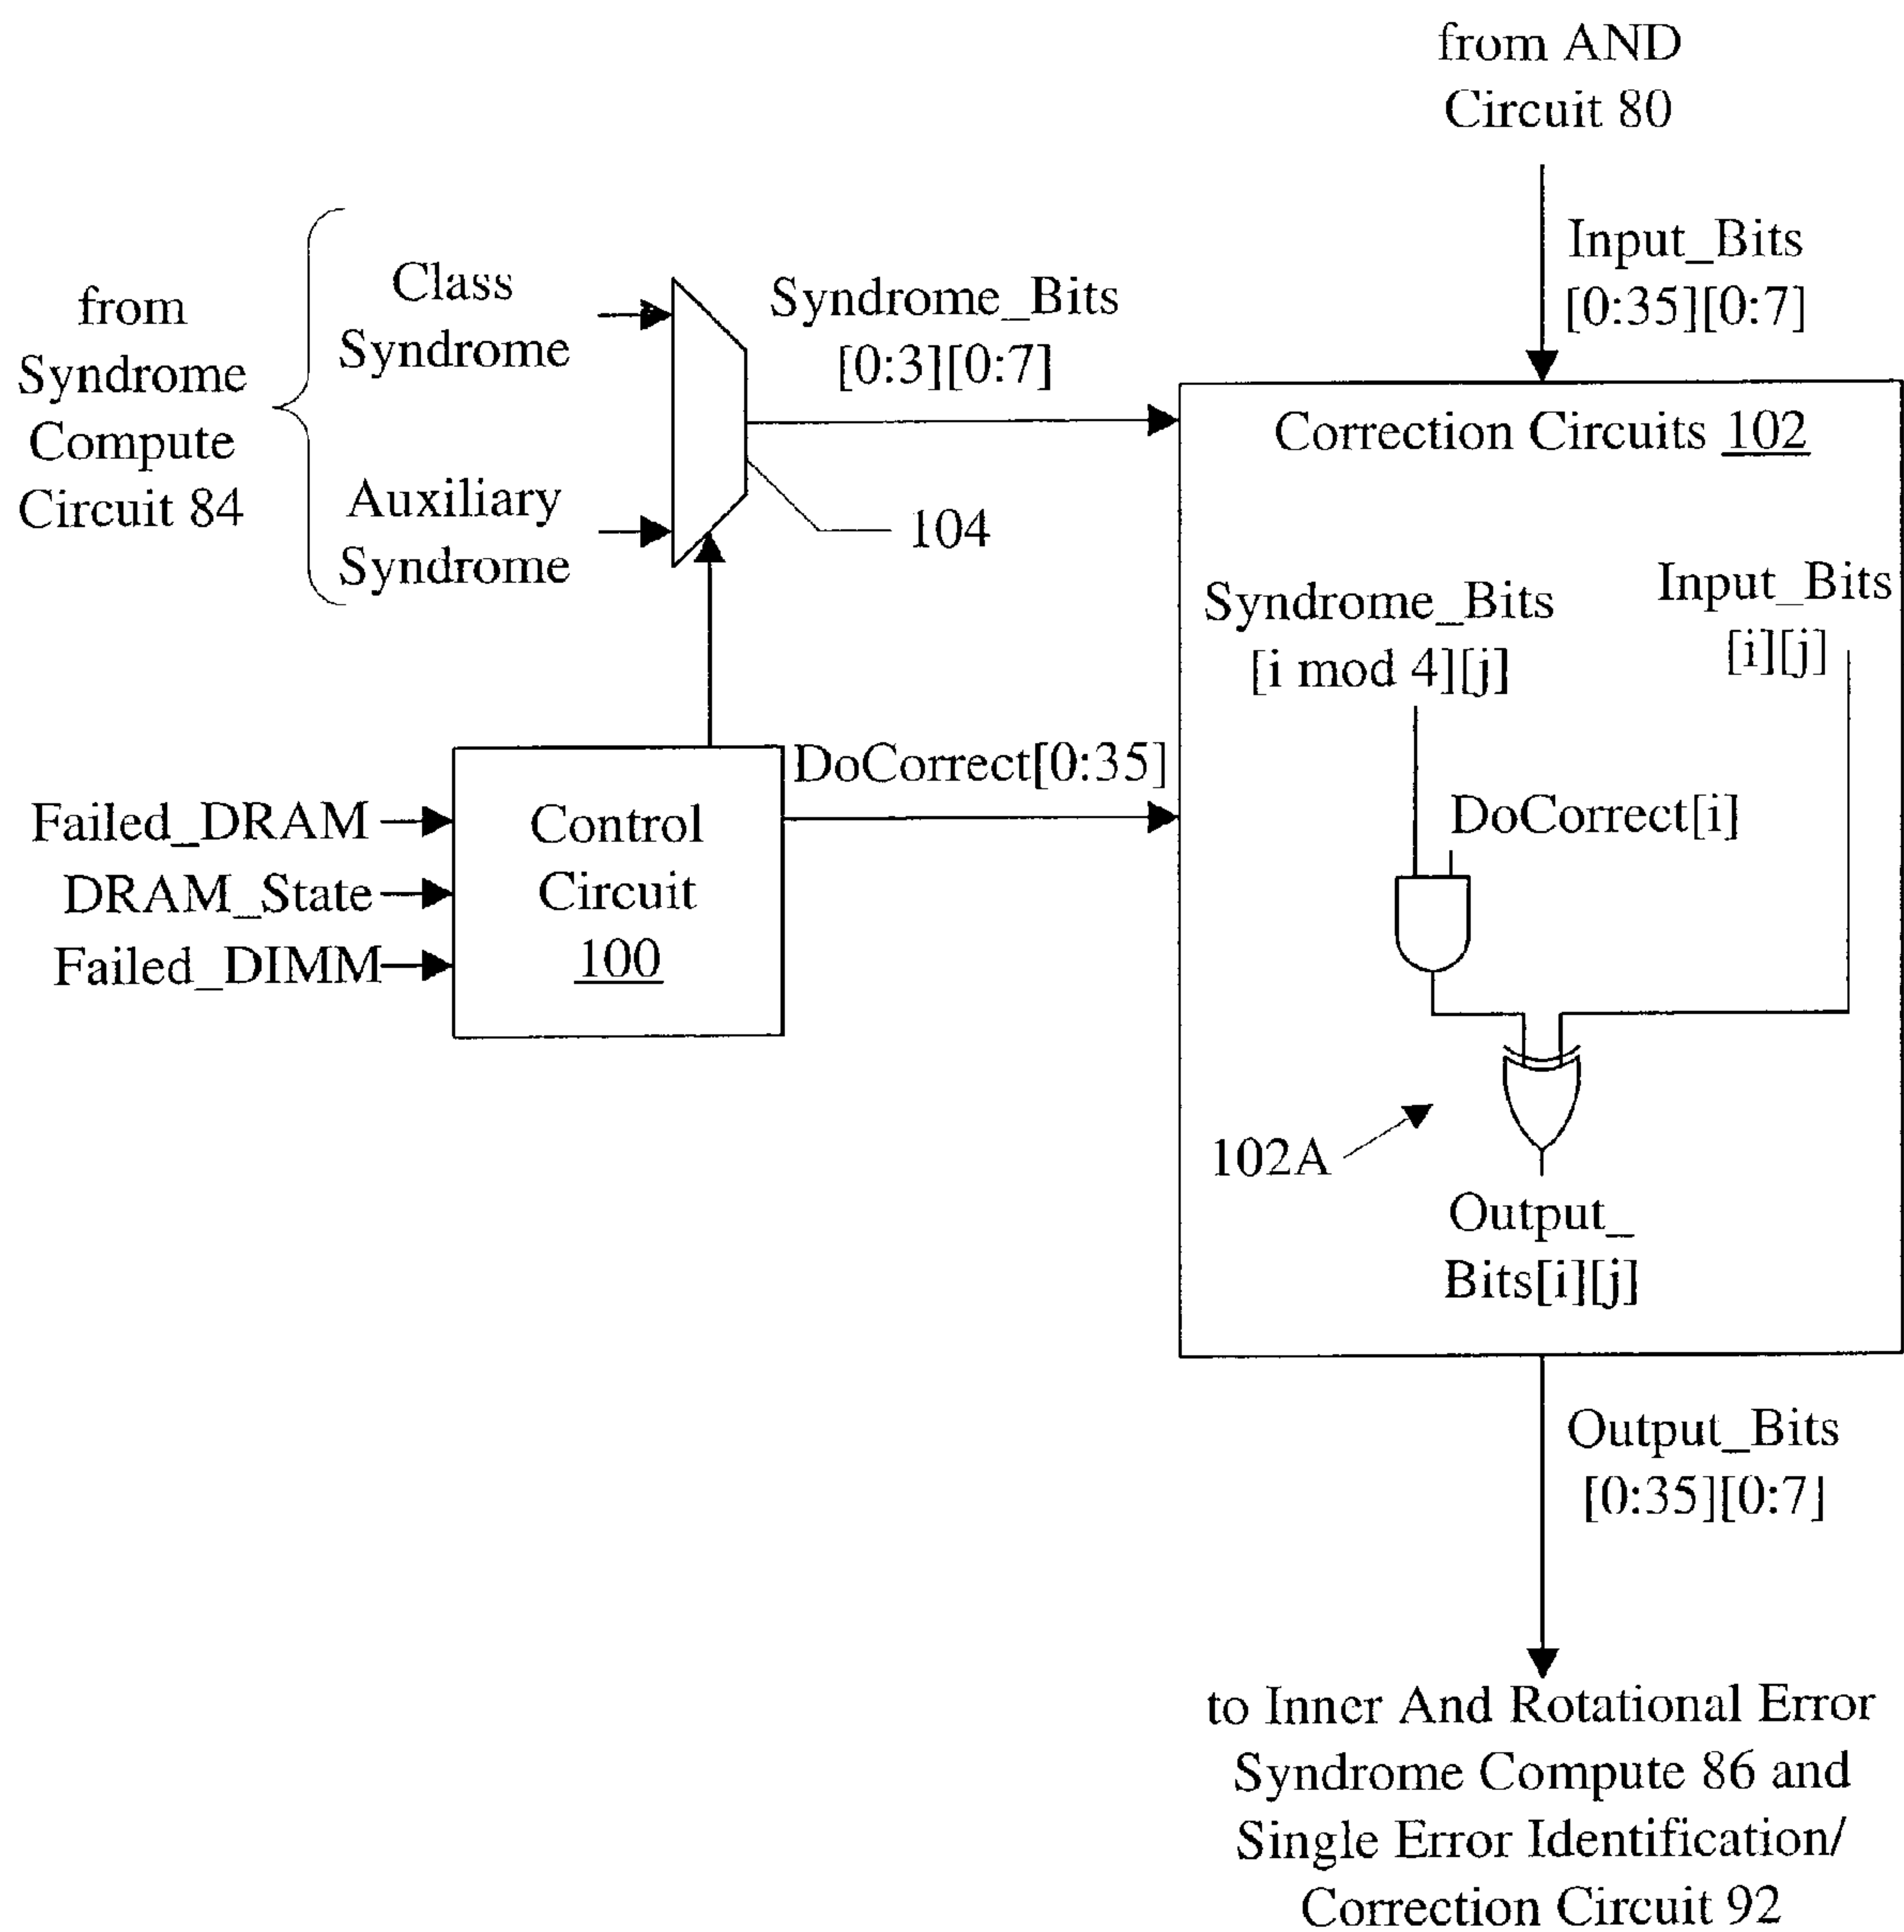 from AND
Circuit 80
Input_Bits
[0:35][0:7]
from
Syndrome
Compute
Circuit 84
Class
Syndrome
Auxiliary
Syndrome
Syndrome_Bits
[0:3][0:7]
104
Correction Circuits 102
Syndrome_Bits
[i mod 4][j]
Input_Bits
[i][j]
DoCorrect[i]
102A
Output_
Bits[i][j]
Failed_DRAM
DRAM_State
Failed_DIMM
Control
Circuit
100
DoCorrect[0:35]
Output_Bits
[0:35][0:7]
to Inner And Rotational Error
Syndrome Compute 86 and
Single Error Identification/
Correction Circuit 92